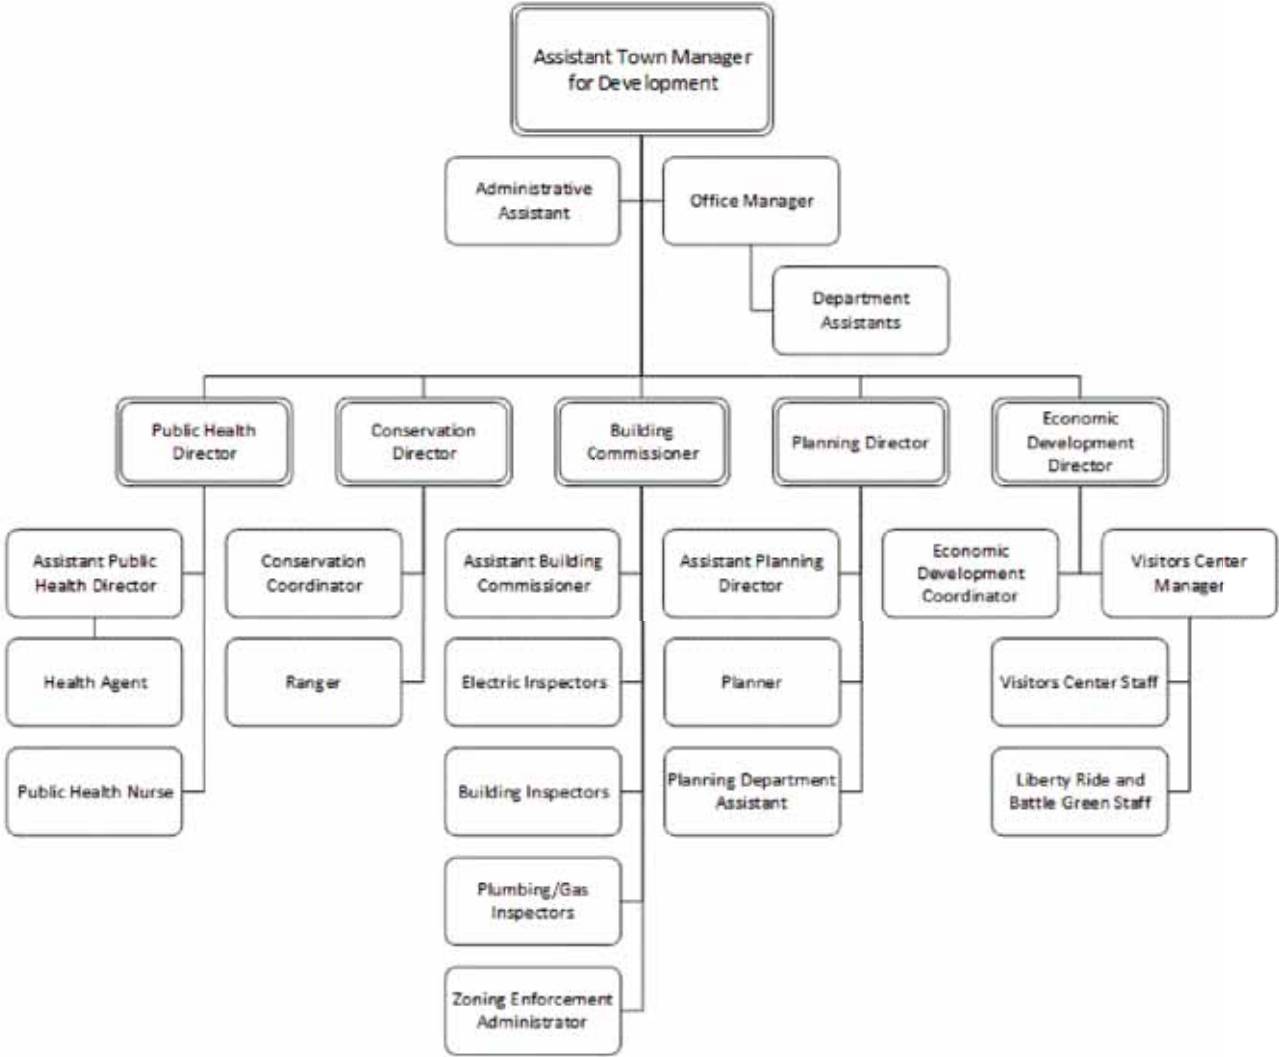 Assistant Town Manager
for Development
Administrative
Assistant
Office Manager
Department
Assistants
Public Health
Director
Conservation
Director
Building
Commissioner
Planning Director
Economic
Development
Director
Assistant Public
Health Director
Conservation
Coordinator
Assistant Building
Commissioner
Assistant Planning
Director
Economic
Development
Coordinator
Visitors Center
Manager
Health Agent
Ranger
Electric Inspectors
Planner
Visitors Center Staff
Public Health Nurse
Building Inspectors
Planning Department
Assistant
Liberty Ride and
Battle Green Staff
Plumbing/Gas
Inspectors
Zoning Enforcement
Administrator